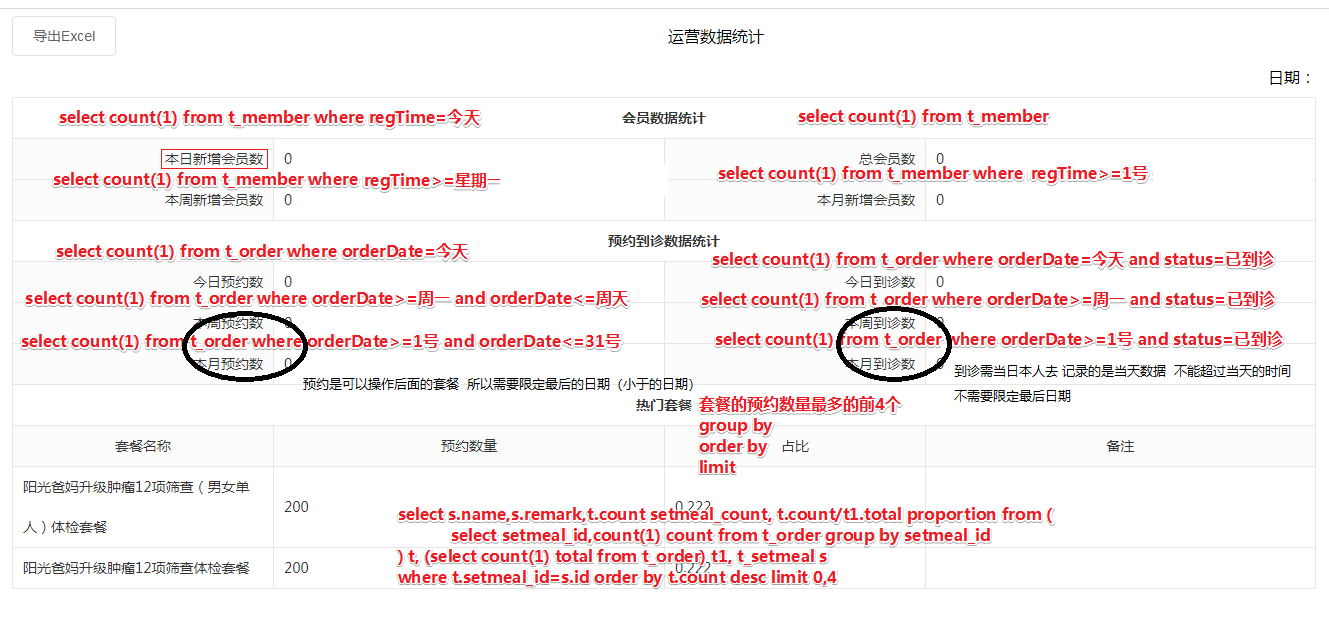 导出Excel
运营数据统计
日期：
select count(1) from t_member where regTime=今天
会员数据统计
select count(1) from t_member
本日新增会员数 0
总会员数 0
select count(1) from t_member where regTime>=星期一
select count(1) from t_member where regTime>=1号
本周新增会员数 0
本月新增会员数 0
预约到诊数据统计
select count(1) from t_order where orderDate=今天
select count(1) from t_order where orderDate=今天 and status=已到诊
今日预约数 0
今日到诊数 0
select count(1) from t_order where orderDate>=周一 and orderDate<=周天
select count(1) from t_order where orderDate>=周一 and status=已到诊
本周预约数 0
本周到诊数 0
select count(1) from t_order where orderDate>=1号 and orderDate<=31号
select count(1) from t_order where orderDate>=1号 and status=已到诊
本月预约数 0
本月到诊数 0
预约是可以操作后面的套餐 所以需要限定最后的日期（小于的日期）
到诊需当日本人去 记录的是当天数据 不能超过当天的时间
不需要限定最后日期
热门套餐
套餐的预约数量最多的前4个
group by
order by
limit
套餐名称 预约数量 占比 备注
阳光爸妈升级肿瘤12项筛查（男女单
人）体检套餐
200
0.222
select s.name,s.remark,t.count setmeal_count, t.count/t1.total proportion from (
select setmeal_id,count(1) count from t_order group by setmeal_id
) t, (select count(1) total from t_order) t1, t_setmeal s
where t.setmeal_id=s.id order by t.count desc limit 0,4
阳光爸妈升级肿瘤12项筛查体检套餐 200 0.222